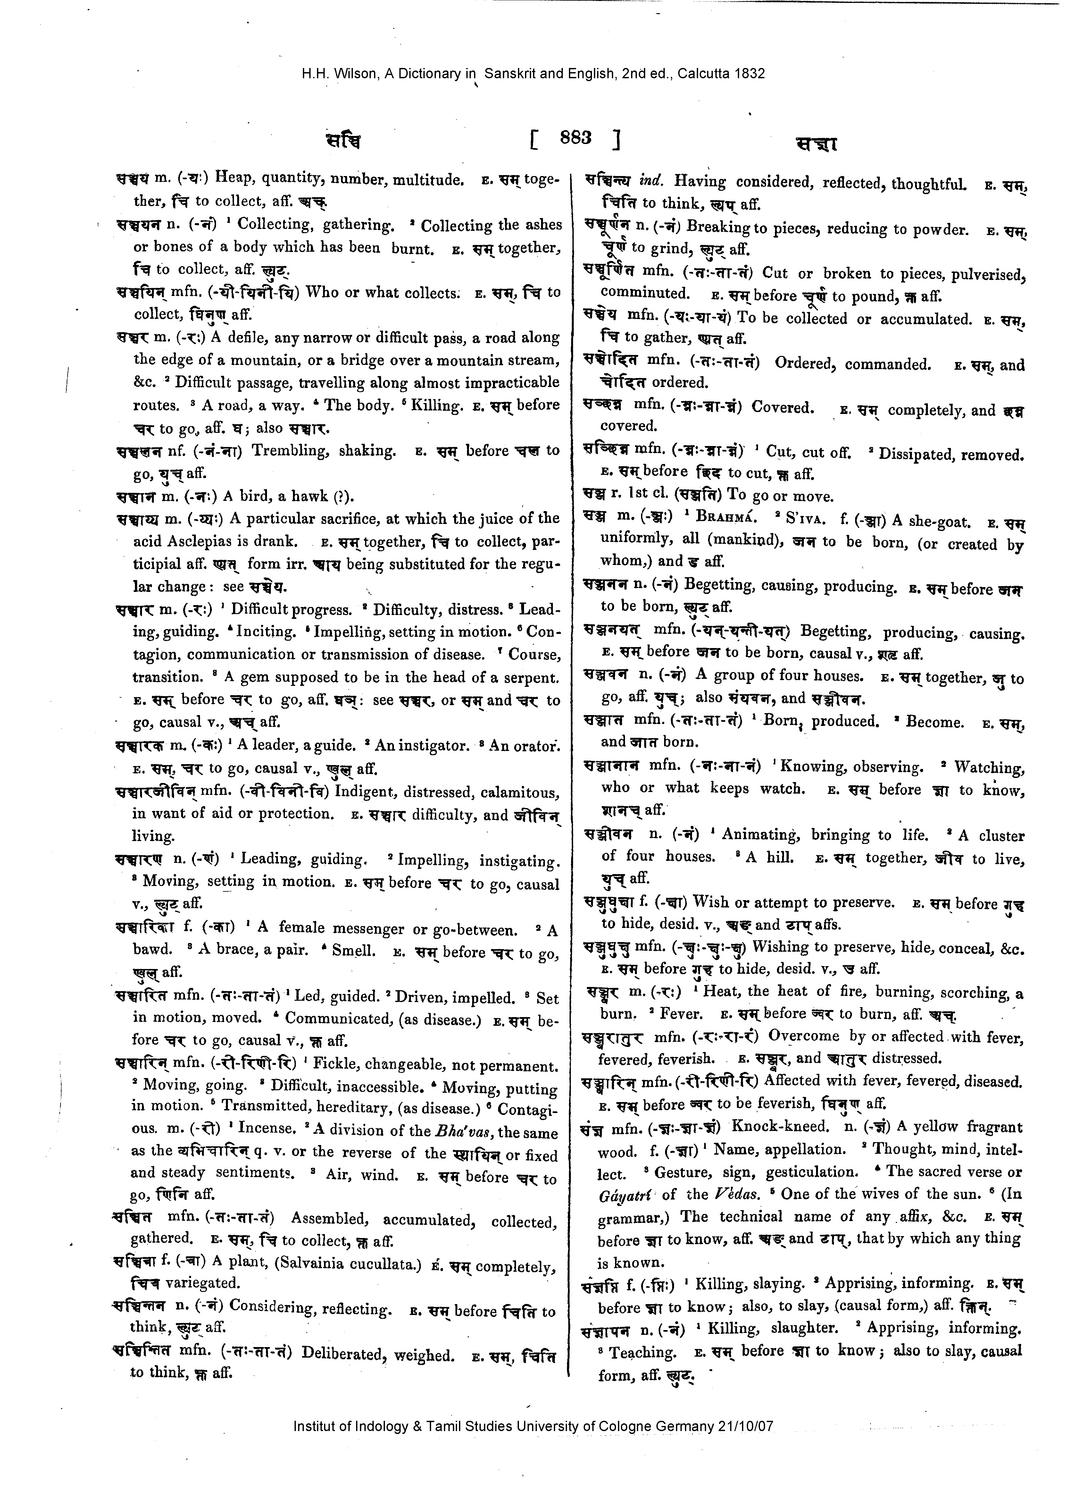 H.H. Wilson, A Dictionary in Sanskrit and English, 2nd ed., Calcutta 1832
सञ्चि
[ 883 ]
सञ्ज्ञा
सञ्चय m. (-यः) Heap, quantity, number, multitude. E. सम् toge-
ther, चि to collect, aff. अच्.
सञ्चयन n. (-नं) ¹ Collecting, gathering. ² Collecting the ashes
or bones of a body which has been burnt. E. सम् together,
चि to collect, aff. ल्युट्.
सञ्चयिन् mfn. (-यी-यिनी-यि) Who or what collects. E. सम्, चि to
collect, घिनुण् aff.
सञ्चर m. (-रः) A defile, any narrow or difficult pass, a road along
the edge of a mountain, or a bridge over a mountain stream,
&c. ² Difficult passage, travelling along almost impracticable
routes. ³ A road, a way. ⁴ The body. ⁵ Killing. E. सम् before
चर to go, aff. घ; also सञ्चार.
सञ्चलन nf. (-नं-ना) Trembling, shaking. E. सम् before चल to
go, युच् aff.
सञ्चान m. (-नः) A bird, a hawk (?).
सञ्चाय्य m. (-य्यः) A particular sacrifice, at which the juice of the
acid Asclepias is drank. E. सम् together, चि to collect, par-
ticipial aff. ण्यत् form irr. आय being substituted for the regu-
lar change: see सञ्चेय.
सञ्चार m. (-रः) ¹ Difficult progress. ² Difficulty, distress. ³ Lead-
ing, guiding. ⁴ Inciting. ⁵ Impelling, setting in motion. ⁶ Con-
tagion, communication or transmission of disease. ⁷ Course,
transition. ⁸ A gem supposed to be in the head of a serpent.
E. सम् before चर to go, aff. घञ्: see सञ्चर, or सम् and चर to
go, causal v., अच् aff.
सञ्चारक m. (-कः) ¹ A leader, a guide. ² An instigator. ³ An orator.
E. सम्, चर to go, causal v., ण्वुल् aff.
सञ्चारजीविन् mfn. (-वी-विनी-वि) Indigent, distressed, calamitous,
in want of aid or protection. E. सञ्चार difficulty, and जीविन्
living.
सञ्चारण n. (-णं) ¹ Leading, guiding. ² Impelling, instigating.
³ Moving, setting in motion. E. सम् before चर to go, causal
v., ल्युट् aff.
सञ्चारिका f. (-का) ¹ A female messenger or go-between. ² A
bawd. ³ A brace, a pair. ⁴ Smell. E. सम् before चर to go,
ण्वुल् aff.
सञ्चारित mfn. (-तः-ता-तं) ¹ Led, guided. ² Driven, impelled. ³ Set
in motion, moved. ⁴ Communicated, (as disease.) E. सम् be-
fore चर to go, causal v., क्त aff.
सञ्चारिन् mfn. (-री-रिणी-रि) ¹ Fickle, changeable, not permanent.
² Moving, going. ³ Difficult, inaccessible. ⁴ Moving, putting
in motion. ⁵ Transmitted, hereditary, (as disease.) ⁶ Contagi-
ous. m. (-री) ¹ Incense. ² A division of the Bha'vas, the same
as the व्यभिचारिन् q. v. or the reverse of the स्थायिन् or fixed
and steady sentiments. ³ Air, wind. E. सम् before चर to
go, णिनि aff.
सञ्चित mfn. (-तः-ता-तं) Assembled, accumulated, collected,
gathered. E. सम्, चि to collect, क्त aff.
सञ्चित्रा f. (-त्रा) A plant, (Salvainia cucullata.) E. सम् completely,
चित्र variegated.
सञ्चिन्तन n. (-नं) Considering, reflecting. E. सम् before चिति to
think, ल्युट् aff.
सञ्चिन्तित mfn. (-तः-ता-तं) Deliberated, weighed. E. सम्, चिति
to think, क्त aff.
सञ्चिन्त्य ind. Having considered, reflected, thoughtful. E. सम्,
चिति to think, ल्यप् aff.
सञ्चूर्णन n. (-नं) Breaking to pieces, reducing to powder. E. सम्,
चूर्ण to grind, ल्युट् aff.
सञ्चूर्णित mfn. (-तः-ता-तं) Cut or broken to pieces, pulverised,
comminuted. E. सम् before चूर्ण to pound, क्त aff.
सञ्चेय mfn. (-यः-या-यं) To be collected or accumulated. E. सम्,
चि to gather, ण्यत् aff.
सञ्चोदित mfn. (-तः-ता-तं) Ordered, commanded. E. सम्, and
चोदित ordered.
सञ्छन्न mfn. (-न्नः-न्ना-न्नं) Covered. E. सम् completely, and छन्न
covered.
सञ्छिन्न mfn. (-न्नः-न्ना-न्नं) ¹ Cut, cut off. ² Dissipated, removed.
E. सम् before छिद to cut, क्त aff.
सञ्ज r. 1st cl. (सञ्जति) To go or move.
सञ्ज m. (-ञ्जः) ¹ BRAHMÁ. ² S'IVA. f. (-ञ्जा) A she-goat. E. सम्
uniformly, all (mankind), जन to be born, (or created by
whom,) and ड aff.
सञ्जनन n. (-नं) Begetting, causing, producing. E. सम् before जन
to be born, ल्युट् aff.
सञ्जनयत् mfn. (-यन्-यन्ती-यत्) Begetting, producing, causing.
E. सम् before जन to be born, causal v., शतृ aff.
सञ्जवन n. (-नं) A group of four houses. E. सम् together, जु to
go, aff. युच्; also संयवन, and सञ्जीवन.
सञ्जात mfn. (-तः-ता-तं) ¹ Born, produced. ² Become. E. सम्,
and जात born.
सञ्जानान mfn. (-नः-ना-नं) ¹ Knowing, observing. ² Watching,
who or what keeps watch. E. सम् before ज्ञा to know,
शानच् aff.
सञ्जीवन n. (-नं) ¹ Animating, bringing to life. ² A cluster
of four houses. ³ A hill. E. सम् together, जीव to live,
युच् aff.
सञ्जुघुक्षा f. (-क्षा) Wish or attempt to preserve. E. सम् before गुह
to hide, desid. v., अङ् and टाप् affs.
सञ्जुघुक्षु mfn. (-क्षुः-क्षुः-क्षु) Wishing to preserve, hide, conceal, &c.
E. सम् before गुह to hide, desid. v., उ aff.
सञ्ज्वर m. (-रः) ¹ Heat, the heat of fire, burning, scorching, a
burn. ² Fever. E. सम् before ज्वर to burn, aff. अच्.
सञ्ज्वरातुर mfn. (-रः-रा-रं) Overcome by or affected with fever,
fevered, feverish. E. सञ्ज्वर, and आतुर distressed.
सञ्ज्वारिन् mfn. (-री-रिणी-रि) Affected with fever, fevered, diseased.
E. सम् before ज्वर to be feverish, घिनुण् aff.
संज्ञ mfn. (-ज्ञः-ज्ञा-ज्ञं) Knock-kneed. n. (-ज्ञं) A yellow fragrant
wood. f. (-ज्ञा) ¹ Name, appellation. ² Thought, mind, intel-
lect. ³ Gesture, sign, gesticulation. ⁴ The sacred verse or
Gáyatrí of the Védas. ⁵ One of the wives of the sun. ⁶ (In
grammar,) The technical name of any affix, &c. E. सम्
before ज्ञा to know, aff. अङ् and टाप्, that by which any thing
is known.
संज्ञप्ति f. (-प्तिः) ¹ Killing, slaying. ² Apprising, informing. E. सम्
before ज्ञा to know; also, to slay, (causal form,) aff. क्तिन्.
संज्ञापन n. (-नं) ¹ Killing, slaughter. ² Apprising, informing.
³ Teaching. E. सम् before ज्ञा to know; also to slay, causal
form, aff. ल्युट्.
Institut of Indology & Tamil Studies University of Cologne Germany 21/10/07